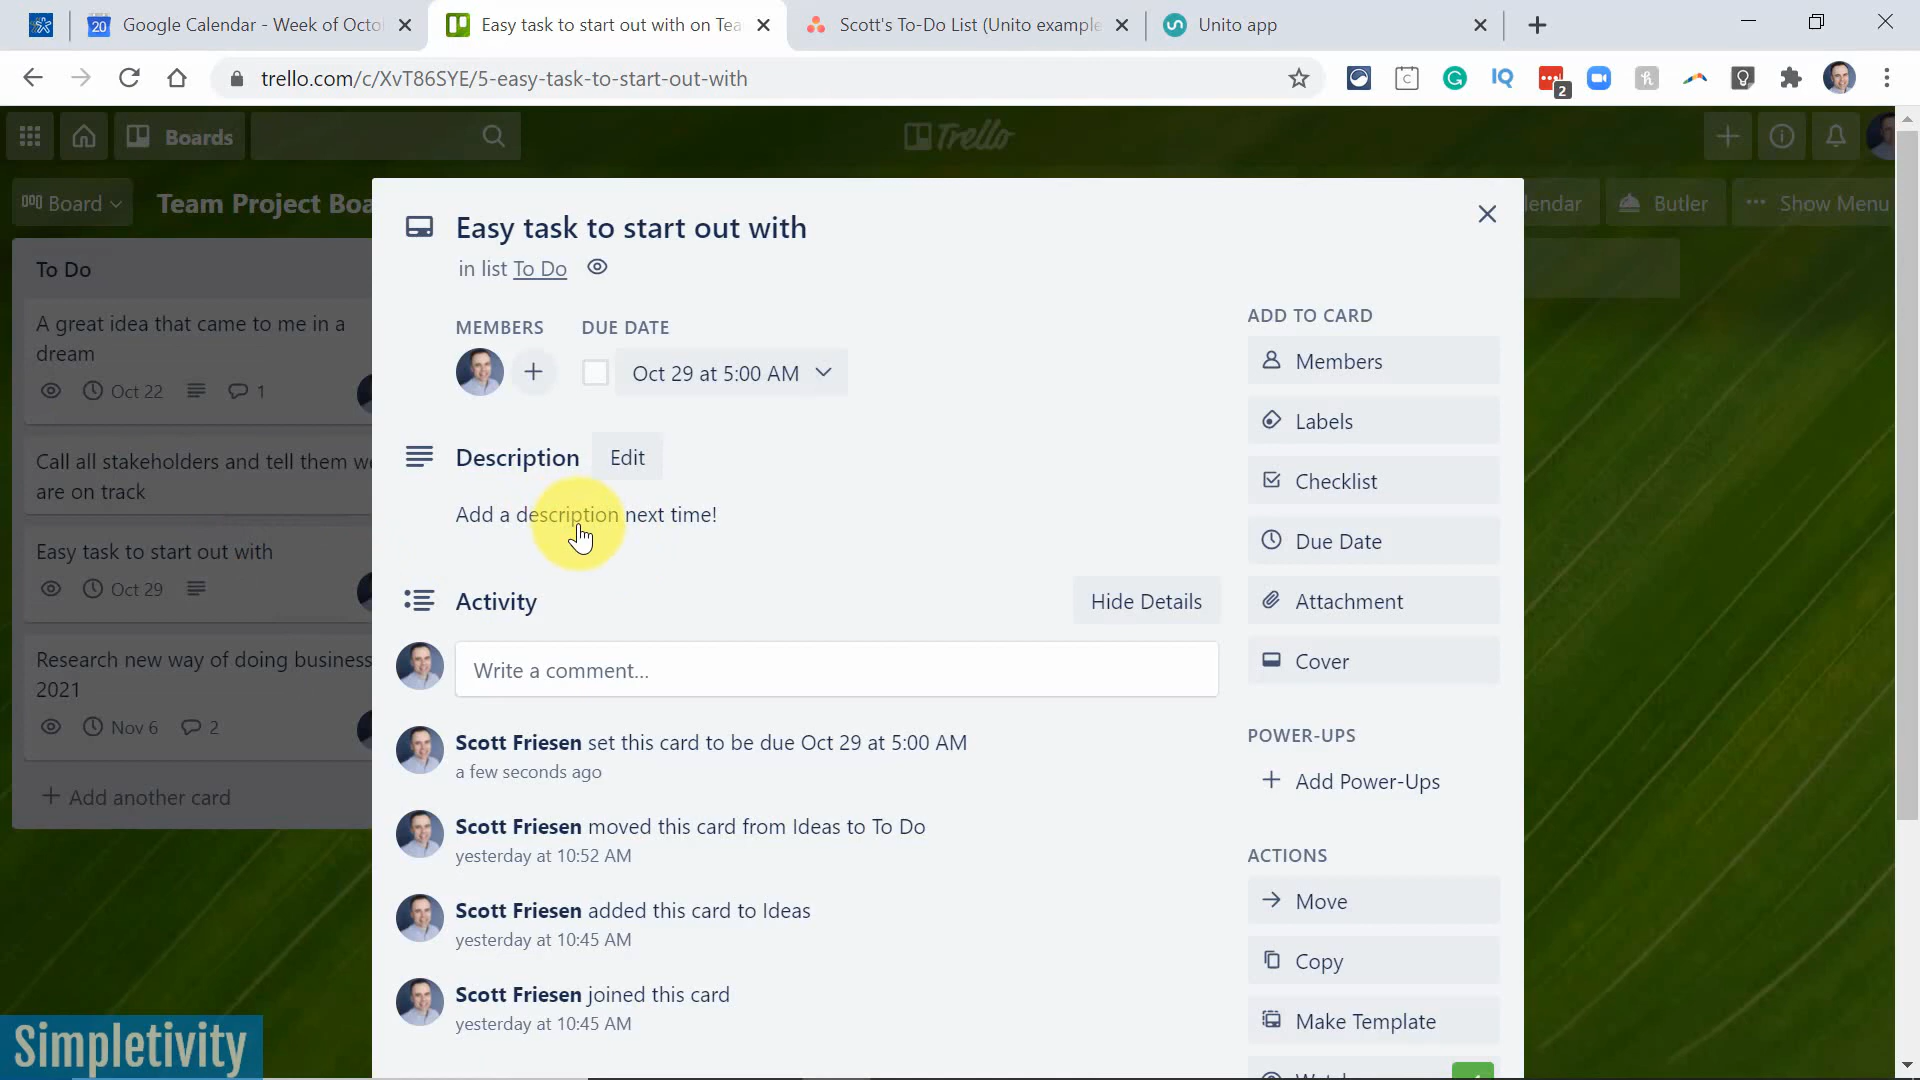 20
Google Calendar - Week of Octo
Easy task to start out with on Tea
Scott's To-Do List (Unito example
Unito app
trello.com/c/XvT86SYE/5-easy-task-to-start-out-with
IQ
2
Boards
Trello
Board
Team Project Boa
lendar
Butler
Show Menu
To Do
A great idea that came to me in a
dream
Oct 22
1
Call all stakeholders and tell them we
are on track
Easy task to start out with
Oct 29
Research new way of doing business
2021
Nov 6
2
Add another card
Easy task to start out with
in list To Do
MEMBERS
DUE DATE
Oct 29 at 5:00 AM
Description
Edit
Add a description next time!
Activity
Hide Details
Write a comment...
Scott Friesen set this card to be due Oct 29 at 5:00 AM
a few seconds ago
Scott Friesen moved this card from Ideas to To Do
yesterday at 10:52 AM
Scott Friesen added this card to Ideas
yesterday at 10:45 AM
Scott Friesen joined this card
yesterday at 10:45 AM
ADD TO CARD
Members
Labels
Checklist
Due Date
Attachment
Cover
POWER-UPS
Add Power-Ups
ACTIONS
Move
Copy
Make Template
Simpletivity